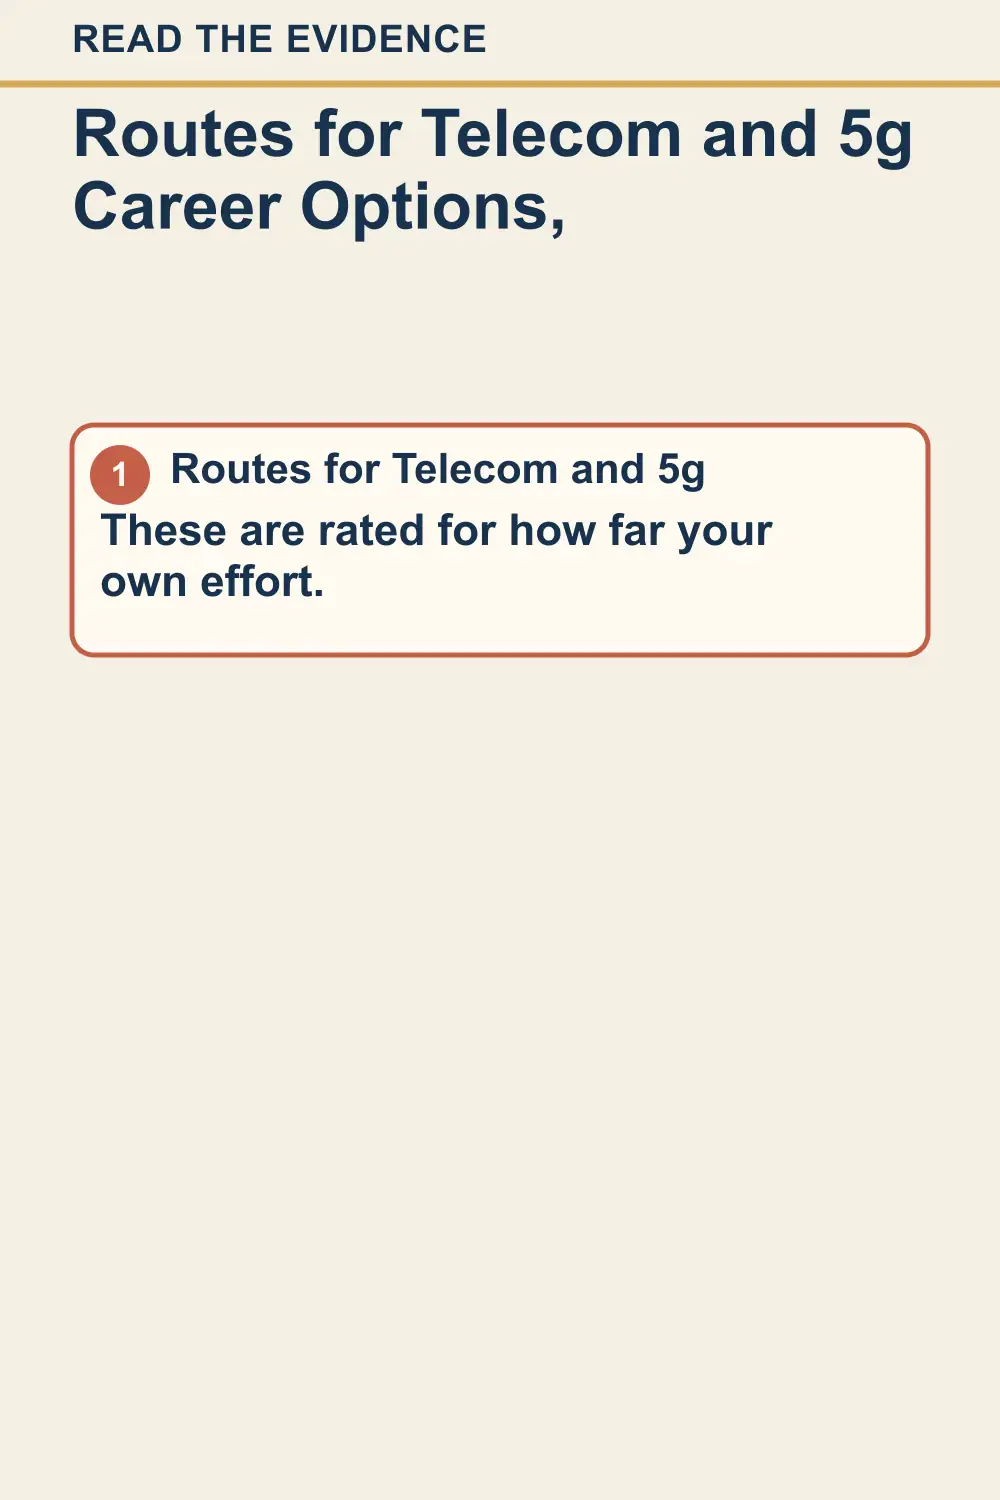 READ THE EVIDENCE
Routes for Telecom and 5g
Career Options,
1 Routes for Telecom and 5g
These are rated for how far your
own effort.